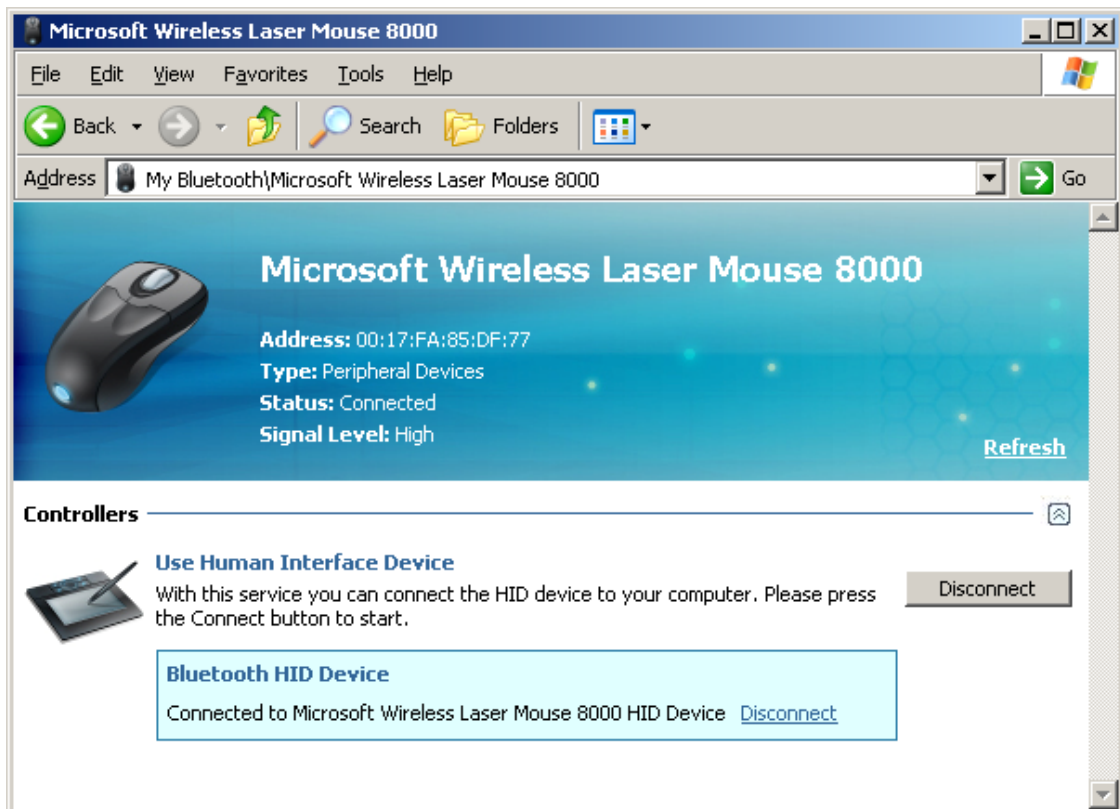 Microsoft Wireless Laser Mouse 8000
File Edit View Favorites Tools Help
Back Search Folders
Address My Bluetooth\Microsoft Wireless Laser Mouse 8000 Go
Microsoft Wireless Laser Mouse 8000
Address: 00:17:FA:85:DF:77
Type: Peripheral Devices
Status: Connected
Signal Level: High
Refresh
Controllers
Use Human Interface Device
With this service you can connect the HID device to your computer. Please press
the Connect button to start.
Disconnect
Bluetooth HID Device
Connected to Microsoft Wireless Laser Mouse 8000 HID Device Disconnect